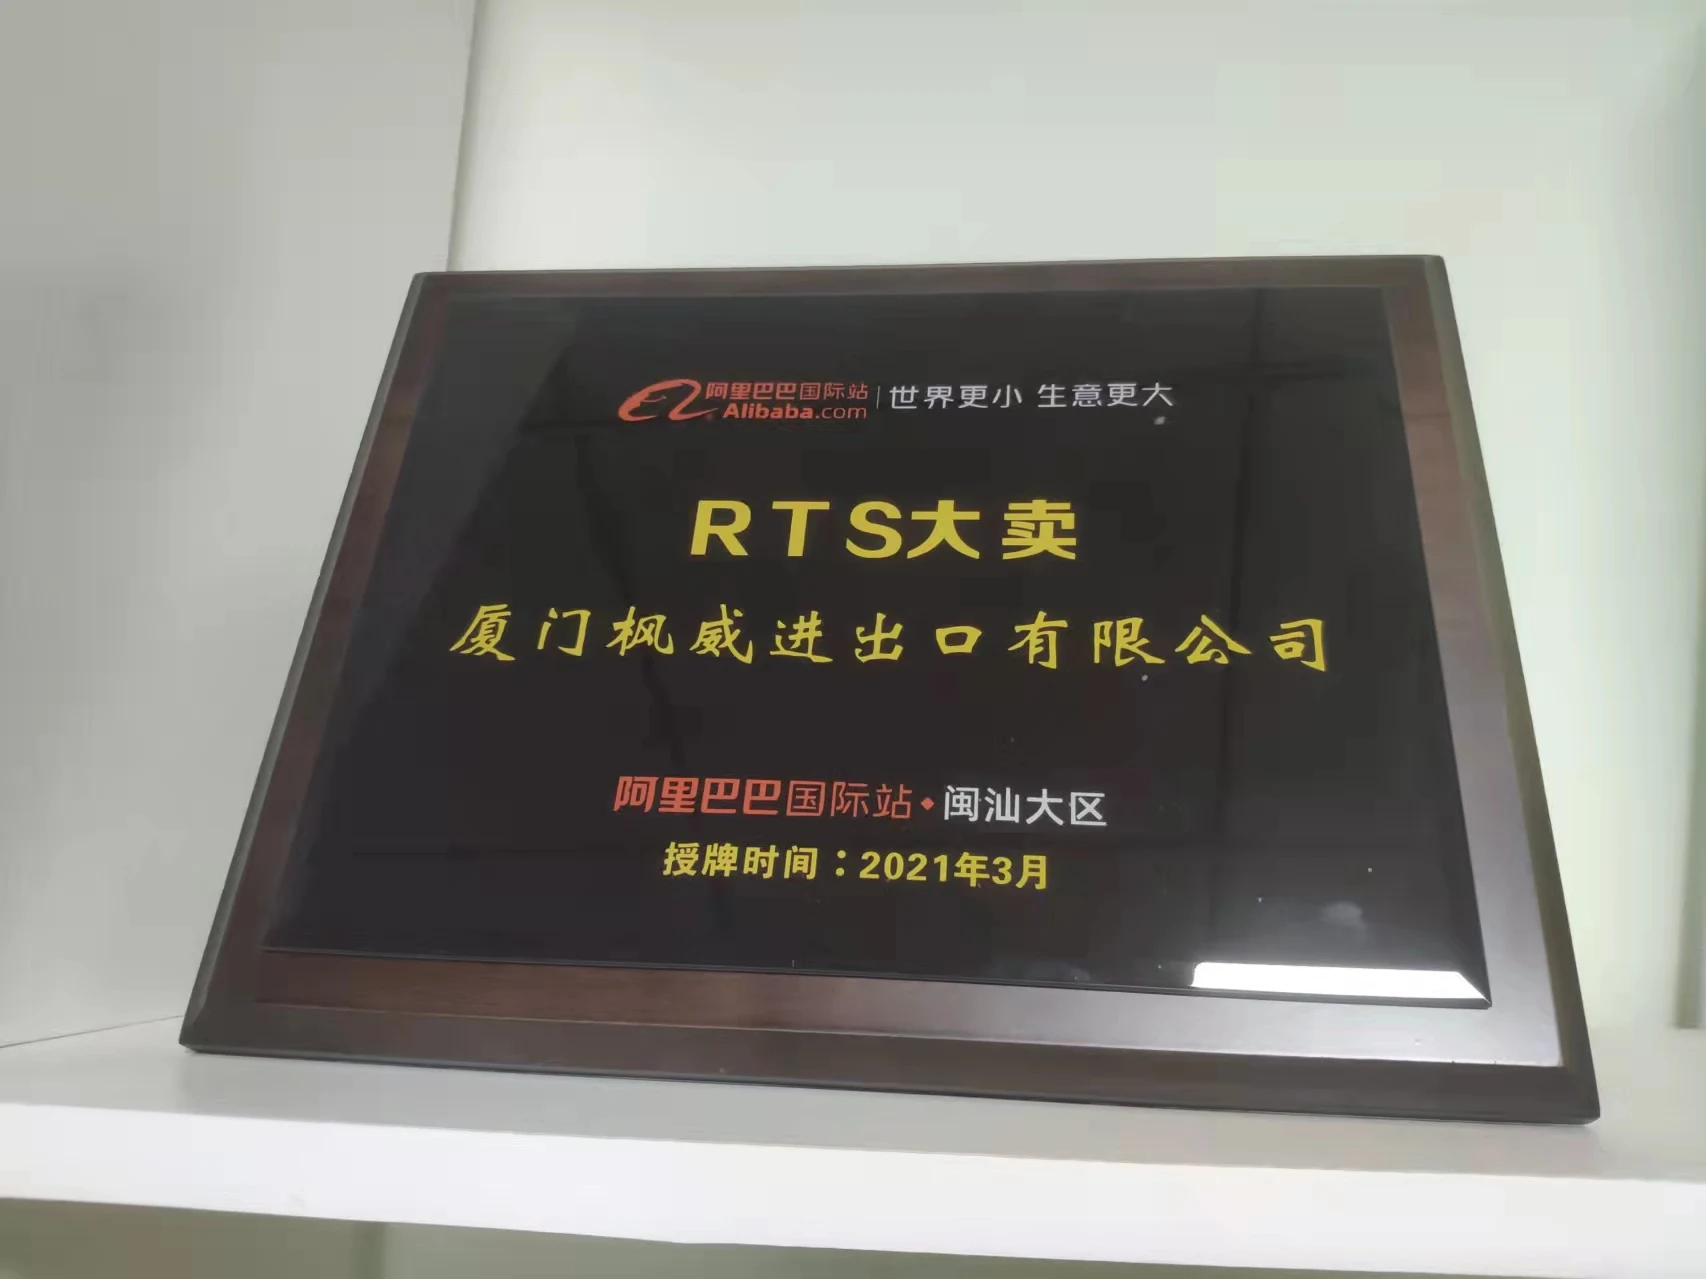 阿里巴巴国际站 | 世界更小 生意更大
Alibaba.com
RTS大卖
厦门枫威进出口有限公司
阿里巴巴国际站·闽汕大区
授牌时间：2021年3月